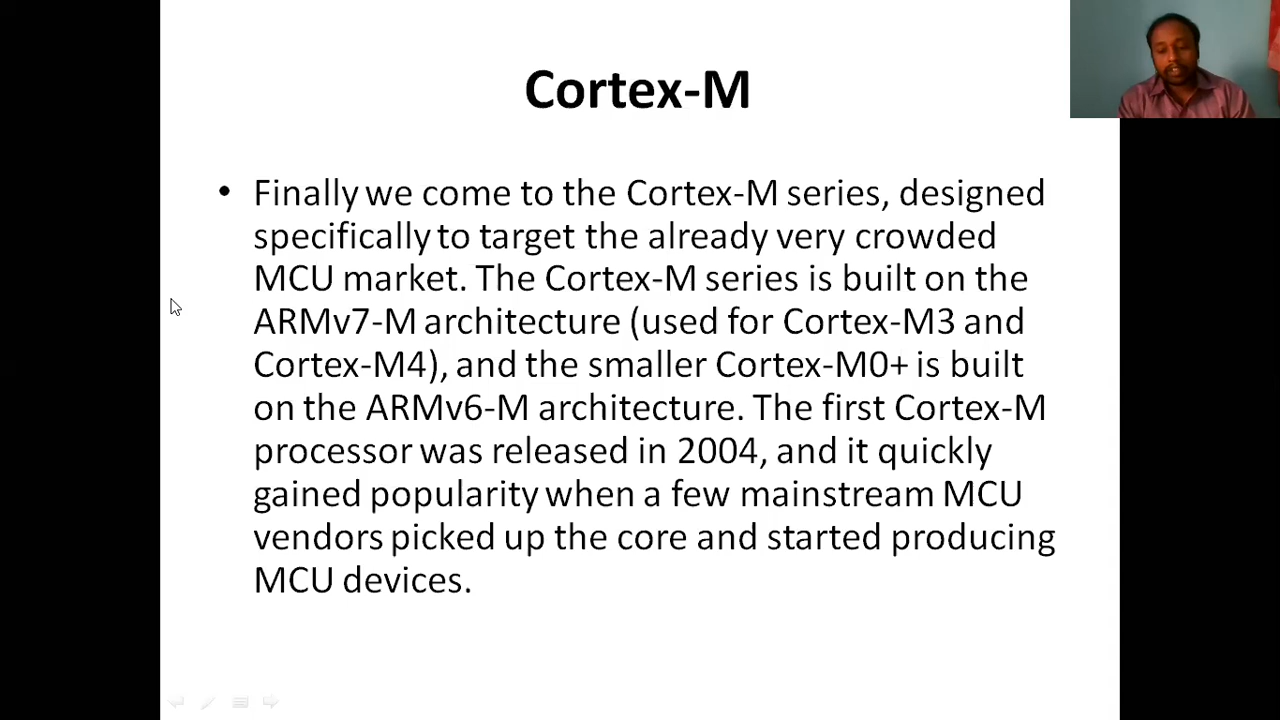 Cortex-M
• Finally we come to the Cortex-M series, designed
specifically to target the already very crowded
MCU market. The Cortex-M series is built on the
ARMv7-M architecture (used for Cortex-M3 and
Cortex-M4), and the smaller Cortex-M0+ is built
on the ARMv6-M architecture. The first Cortex-M
processor was released in 2004, and it quickly
gained popularity when a few mainstream MCU
vendors picked up the core and started producing
MCU devices.